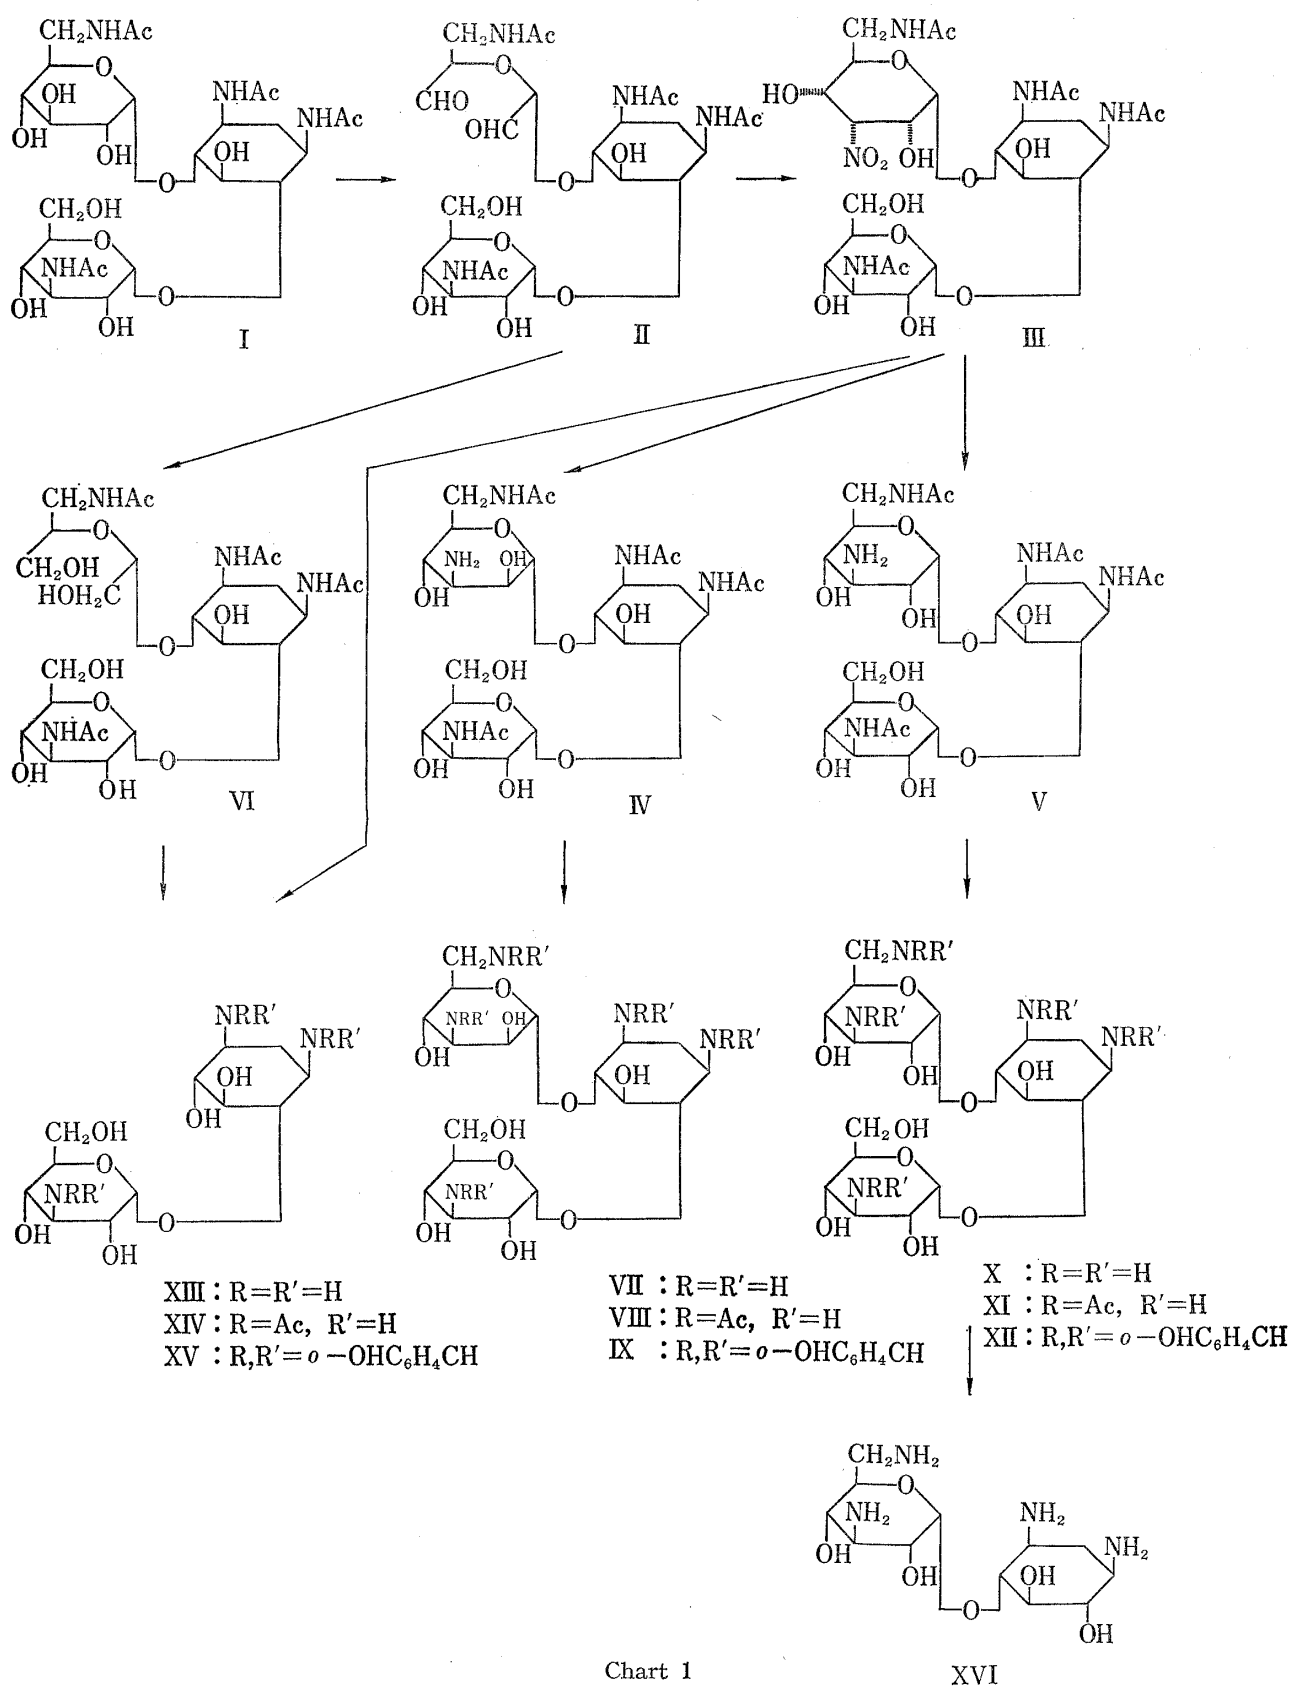 CH₂NHAc
O
OH
OH
OH
NHAc
NHAc
OH
O
CH₂OH
O
NHAc
OH
OH
O
I
CH₂NHAc
O
CHO
OHC
NHAc
NHAc
OH
O
CH₂OH
O
NHAc
OH
OH
O
II
CH₂NHAc
O
HO
NO₂ OH
NHAc
NHAc
OH
O
CH₂OH
O
NHAc
OH
OH
O
III
CH₂NHAc
O
CH₂OH
HOH₂C
NHAc
NHAc
OH
O
CH₂OH
O
NHAc
OH
OH
O
VI
CH₂NHAc
O
NH₂ OH
OH
NHAc
NHAc
OH
O
CH₂OH
O
NHAc
OH
OH
O
IV
CH₂NHAc
O
NH₂
OH
OH
NHAc
NHAc
OH
O
CH₂OH
O
NHAc
OH
OH
O
V
NRR′
NRR′
OH
OH
CH₂OH
O
NRR′
OH
OH
O
XIII : R=R′=H
XIV : R=Ac, R′=H
XV : R,R′= o −OHC₆H₄CH
CH₂NRR′
O
NRR′ OH
OH
NRR′
NRR′
OH
O
CH₂OH
O
NRR′
OH
OH
O
VII : R=R′=H
VIII : R=Ac, R′=H
IX : R,R′= o −OHC₆H₄CH
CH₂NRR′
O
NRR′
OH
OH
NRR′
NRR′
OH
O
CH₂OH
O
NRR′
OH
OH
O
X : R=R′=H
XI : R=Ac, R′=H
XII : R,R′= o −OHC₆H₄CH
CH₂NH₂
O
NH₂
OH
OH
NH₂
NH₂
OH
O
OH
XVI
Chart 1